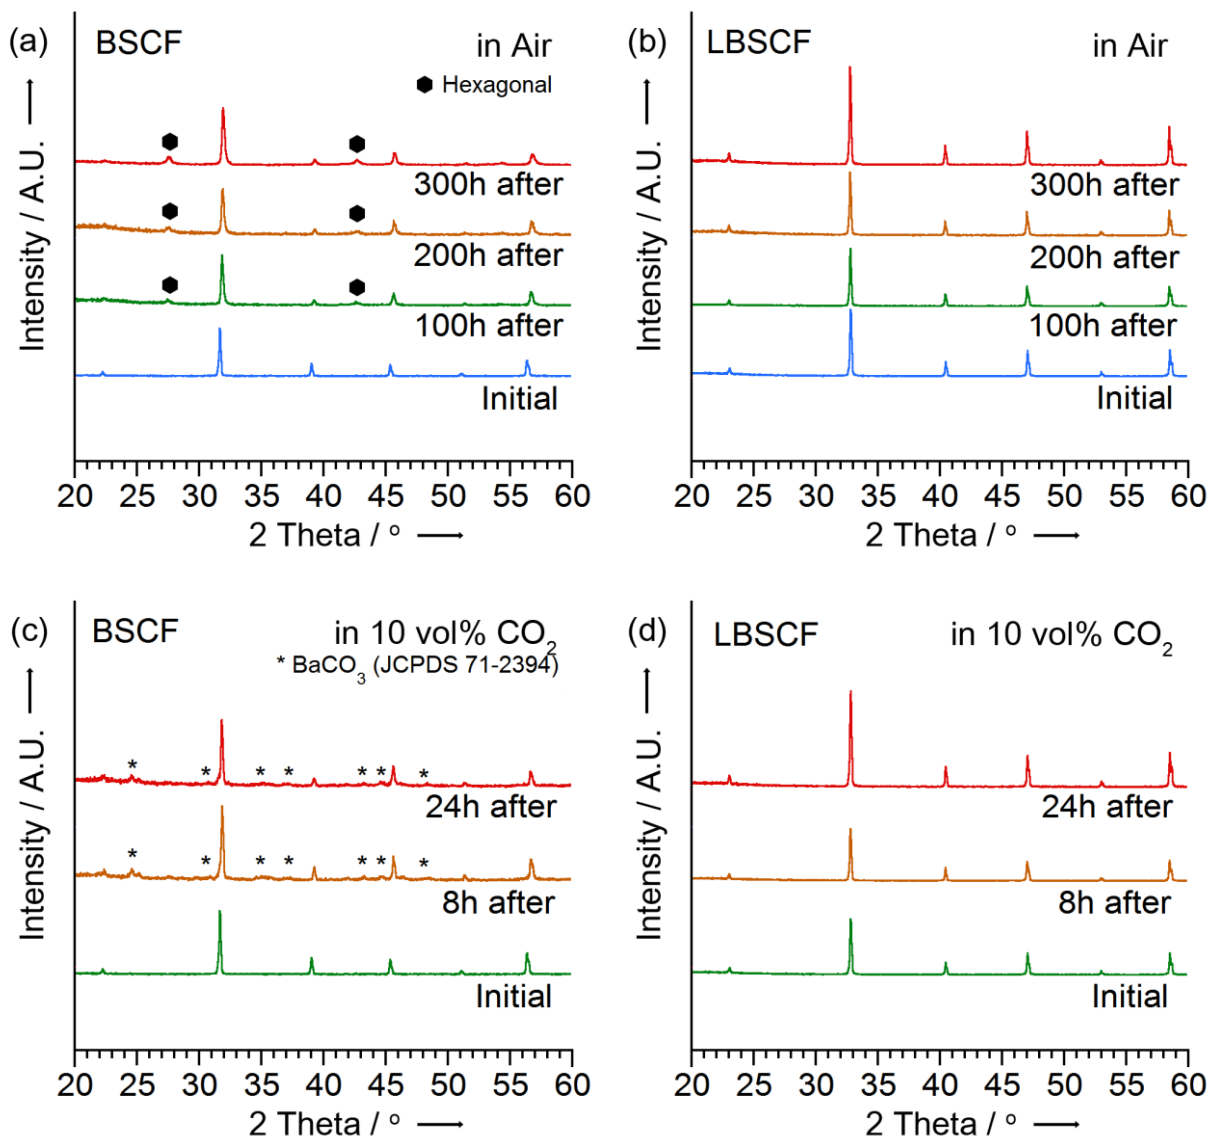 (a)
BSCF
in Air
⬢ Hexagonal
300h after
200h after
100h after
Initial
Intensity / A.U.
20 25 30 35 40 45 50 55 60
2 Theta / °
(b)
LBSCF
in Air
300h after
200h after
100h after
Initial
Intensity / A.U.
20 25 30 35 40 45 50 55 60
2 Theta / °
(c)
BSCF
in 10 vol% CO₂
* BaCO₃ (JCPDS 71-2394)
* * * * * * *
24h after
* * * * * * *
8h after
Initial
Intensity / A.U.
20 25 30 35 40 45 50 55 60
2 Theta / °
(d)
LBSCF
in 10 vol% CO₂
24h after
8h after
Initial
Intensity / A.U.
20 25 30 35 40 45 50 55 60
2 Theta / °